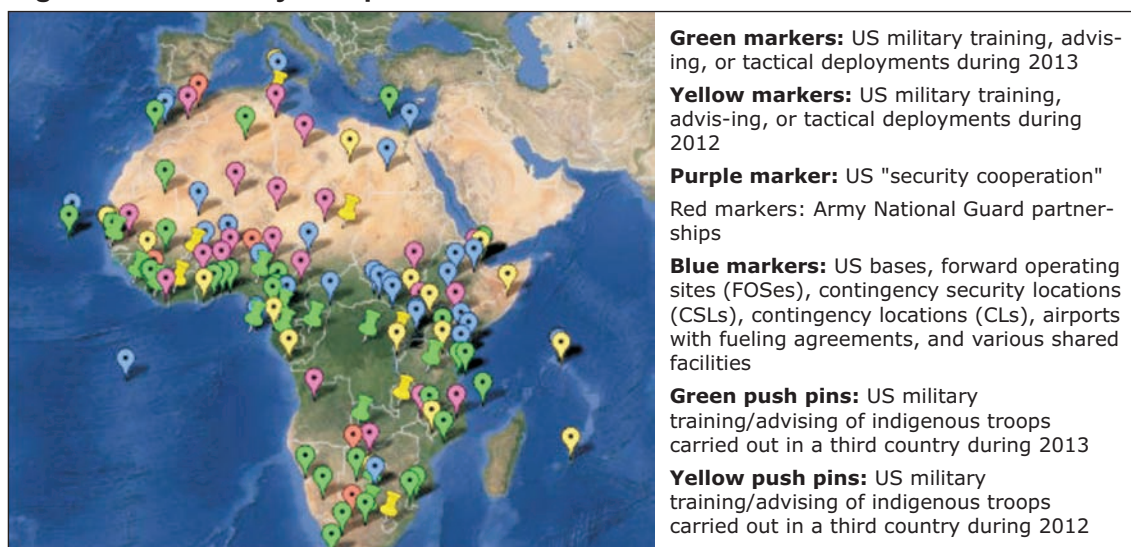 Green markers: US military training, advis-
ing, or tactical deployments during 2013
Yellow markers: US military training,
advis-ing, or tactical deployments during
2012
Purple marker: US "security cooperation"
Red markers: Army National Guard partner-
ships
Blue markers: US bases, forward operating
sites (FOSes), contingency security locations
(CSLs), contingency locations (CLs), airports
with fueling agreements, and various shared
facilities
Green push pins: US military
training/advising of indigenous troops
carried out in a third country during 2013
Yellow push pins: US military
training/advising of indigenous troops
carried out in a third country during 2012